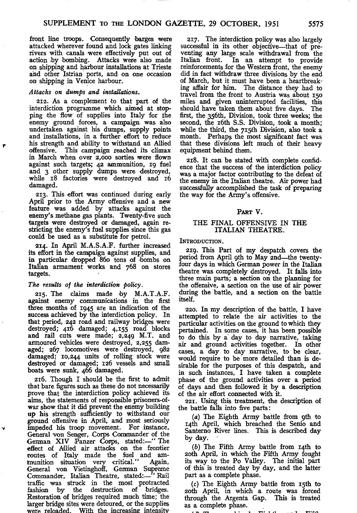 SUPPLEMENT TO THE LONDON GAZETTE, 29 OCTOBER, 1951 5575
front line troops. Consequently barges were
attacked wherever found and lock gates linking
rivers with canals were effectively put out of
action by bombing. Attacks were also made
on shipping and harbour installations at Trieste
and other Istrian ports, and on one occasion
on shipping in Venice harbour.
Attacks on dumps and installations.
212. As a complement to that part of the
interdiction programme which aimed at stop-
ping the flow of supplies into Italy for the
enemy ground forces, a campaign was also
undertaken against his dumps, supply points
and installations, in a further effort to reduce
his strength and ability to withstand an Allied
offensive. This campaign reached its climax
in March when over 2,000 sorties were flown
against such targets; 42 ammunition, 19 fuel
and 3 other supply dumps were destroyed,
while 18 factories were destroyed and 16
damaged.
213. This effort was continued during early
April prior to the Army offensive and a new
feature was added by attacks against the
enemy's methane gas plants. Twenty-five such
targets were destroyed or damaged, again re-
stricting the enemy's fuel supplies since this gas
could be used as a substitute for petrol.
214. In April M.A.S.A.F. further increased
its effort in the campaign against supplies, and
in particular dropped 860 tons of bombs on
Italian armament works and 768 on stores
targets.
The results of the interdiction policy.
215. The claims made by M.A.T.A.F.
against enemy communications in the first
three months of 1945 are an indication of the
success achieved by the interdiction policy. In
that period, 242 road and railway bridges were
destroyed; 416 damaged; 4,155 road blocks
and rail cuts were made; 2,949 M.T. and
armoured vehicles were destroyed, 2,255 dam-
aged; 267 locomotives were destroyed, 982
damaged; 10,244 units of rolling stock were
destroyed or damaged; 126 vessels and small
boats were sunk, 466 damaged.
216. Though I should be the first to admit
that bare figures such as these do not necessarily
prove that the interdiction policy achieved its
aims, the statements of responsible prisoners-of-
war show that it did prevent the enemy building
up his strength sufficiently to withstand our
ground offensive in April, and most seriously
impeded his troop movement. For instance,
General von Senger, Corps Commander of the
German XIV Panzer Corps, stated:—"The
effect of Allied air attacks on the frontier
routes of Italy made the fuel and am-
munition situation very critical." Again,
General von Vietinghoff, German Supreme
Commander, Italian Theatre, stated:—"Rail
traffic was struck in the most protracted
fashion by the destruction of bridges.
Restoration of bridges required much time; the
larger bridges sites were detoured, or the supplies
were reloaded. With the increasing intensity
217. The interdiction policy was also largely
successful in its other objective—that of pre-
venting any large scale withdrawal from the
Italian front. In an attempt to provide
reinforcements for the Western front, the enemy
did in fact withdraw three divisions by the end
of March, but it must have been a heartbreak-
ing affair for him. The distance they had to
travel from the front to Austria was about 250
miles and given uninterrupted facilities, this
should have taken them about five days. The
first, the 356th, Division, took three weeks; the
second, the 16th S.S. Division, took a month;
while the third, the 715th Division, also took a
month. Perhaps the most significant fact was
that these divisions left much of their heavy
equipment behind them.
218. It can be stated with complete confid-
ence that the success of the interdiction policy
was a major factor contributing to the defeat of
the enemy in the Italian theatre. Air power had
successfully accomplished the task of preparing
the way for the Army's offensive.
PART V.
THE FINAL OFFENSIVE IN THE
ITALIAN THEATRE.
INTRODUCTION.
219. This Part of my despatch covers the
period from April 9th to May 2nd—the twenty-
four days in which German power in the Italian
theatre was completely destroyed. It falls into
three main parts; a section on the planning for
the offensive, a section on the use of air power
during the battle, and a section on the battle
itself.
220. In my description of the battle, I have
attempted to relate the air activities to the
particular activities on the ground to which they
pertained. In some cases, it has been possible
to do this by a day to day narrative, taking
air and ground activities together. In other
cases, a day to day narrative, to be clear,
would require to be more detailed than is de-
sirable for the purposes of this despatch, and
in such instances, I have taken a complete
phase of the ground activities over a period
of days and then followed it by a description
of the air effort connected with it.
221. Using this treatment, the description of
the battle falls into five parts:
(a) The Eighth Army battle from 9th to
14th April, which breached the Senio and
Santerno River lines. This is described day
by day.
(b) The Fifth Army battle from 14th to
20th April, in which the Fifth Army fought
its way to the Po Valley. The initial part
of this is treated day by day, and the latter
part as a complete phase.
(c) The Eighth Army battle from 15th to
20th April, in which a route was forced
through the Argenta Gap. This is treated
as a complete phase.